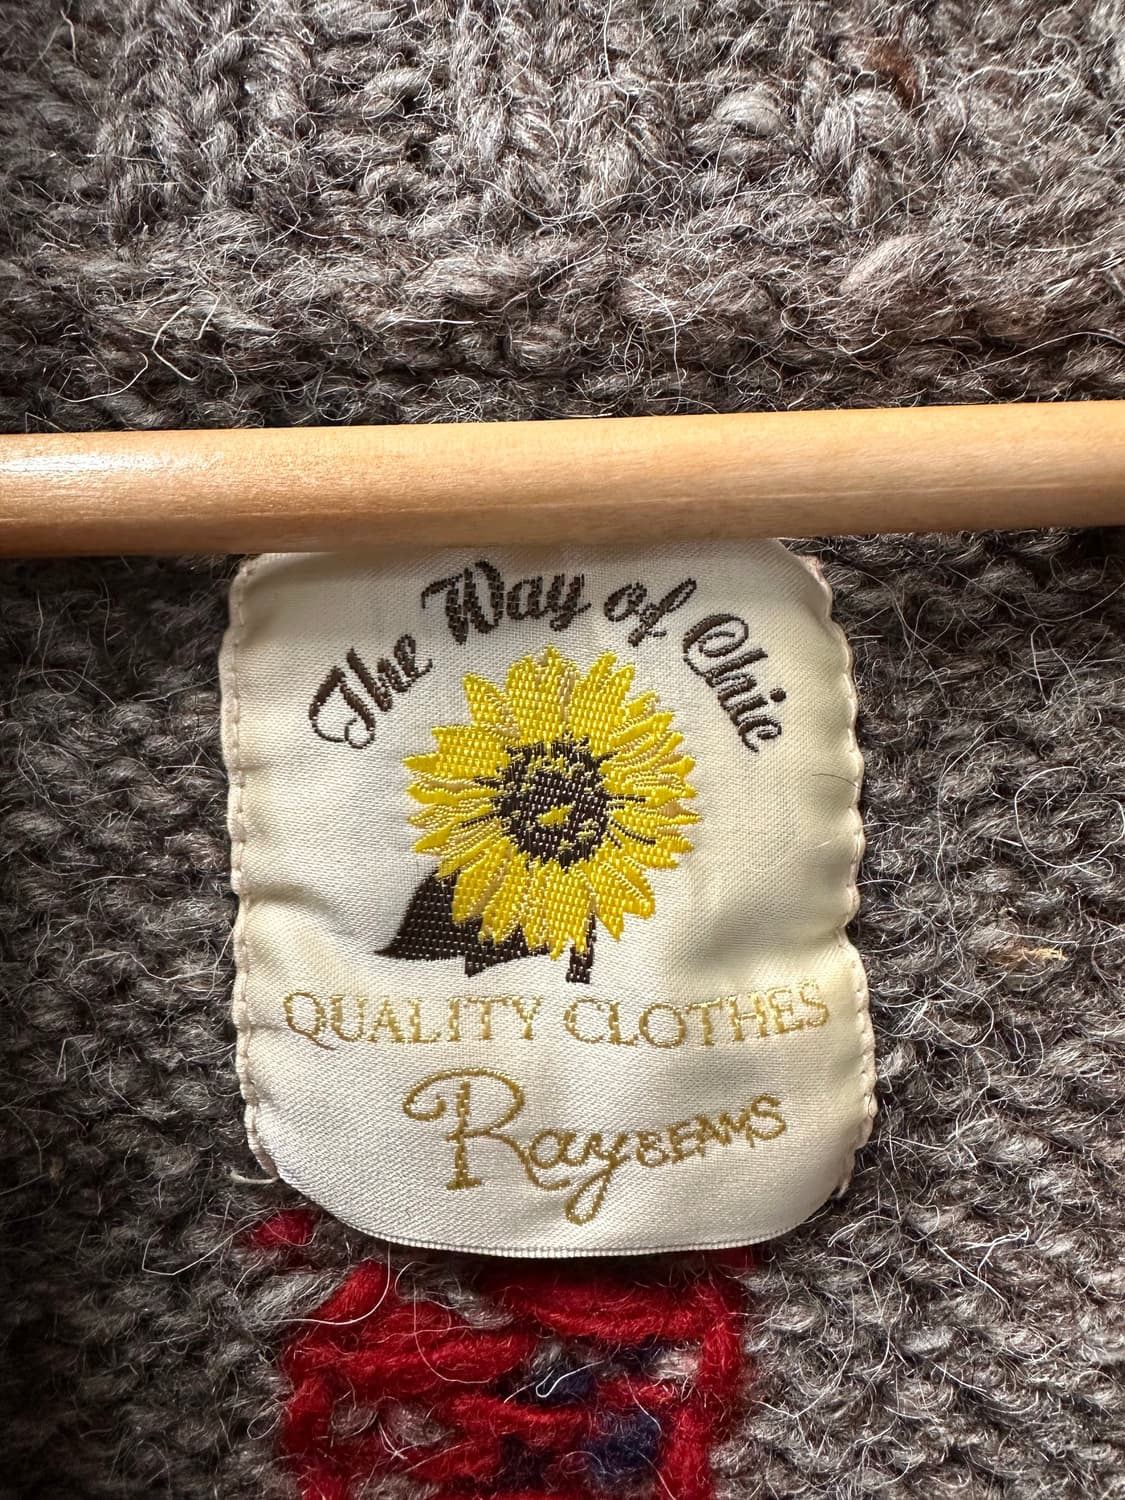 The Way of Chic
QUALITY CLOTHES
Ray BEAMS